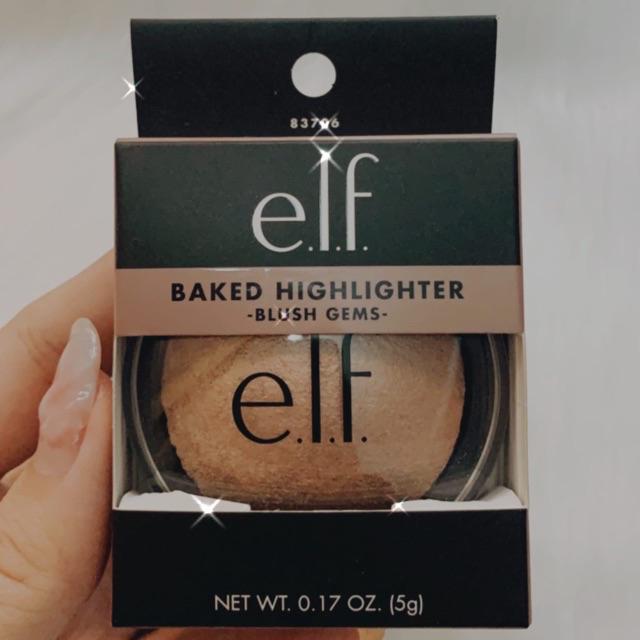 83706
e.l.f.
BAKED HIGHLIGHTER
-BLUSH GEMS-
e.l.f.
NET WT. 0.17 OZ. (5g)